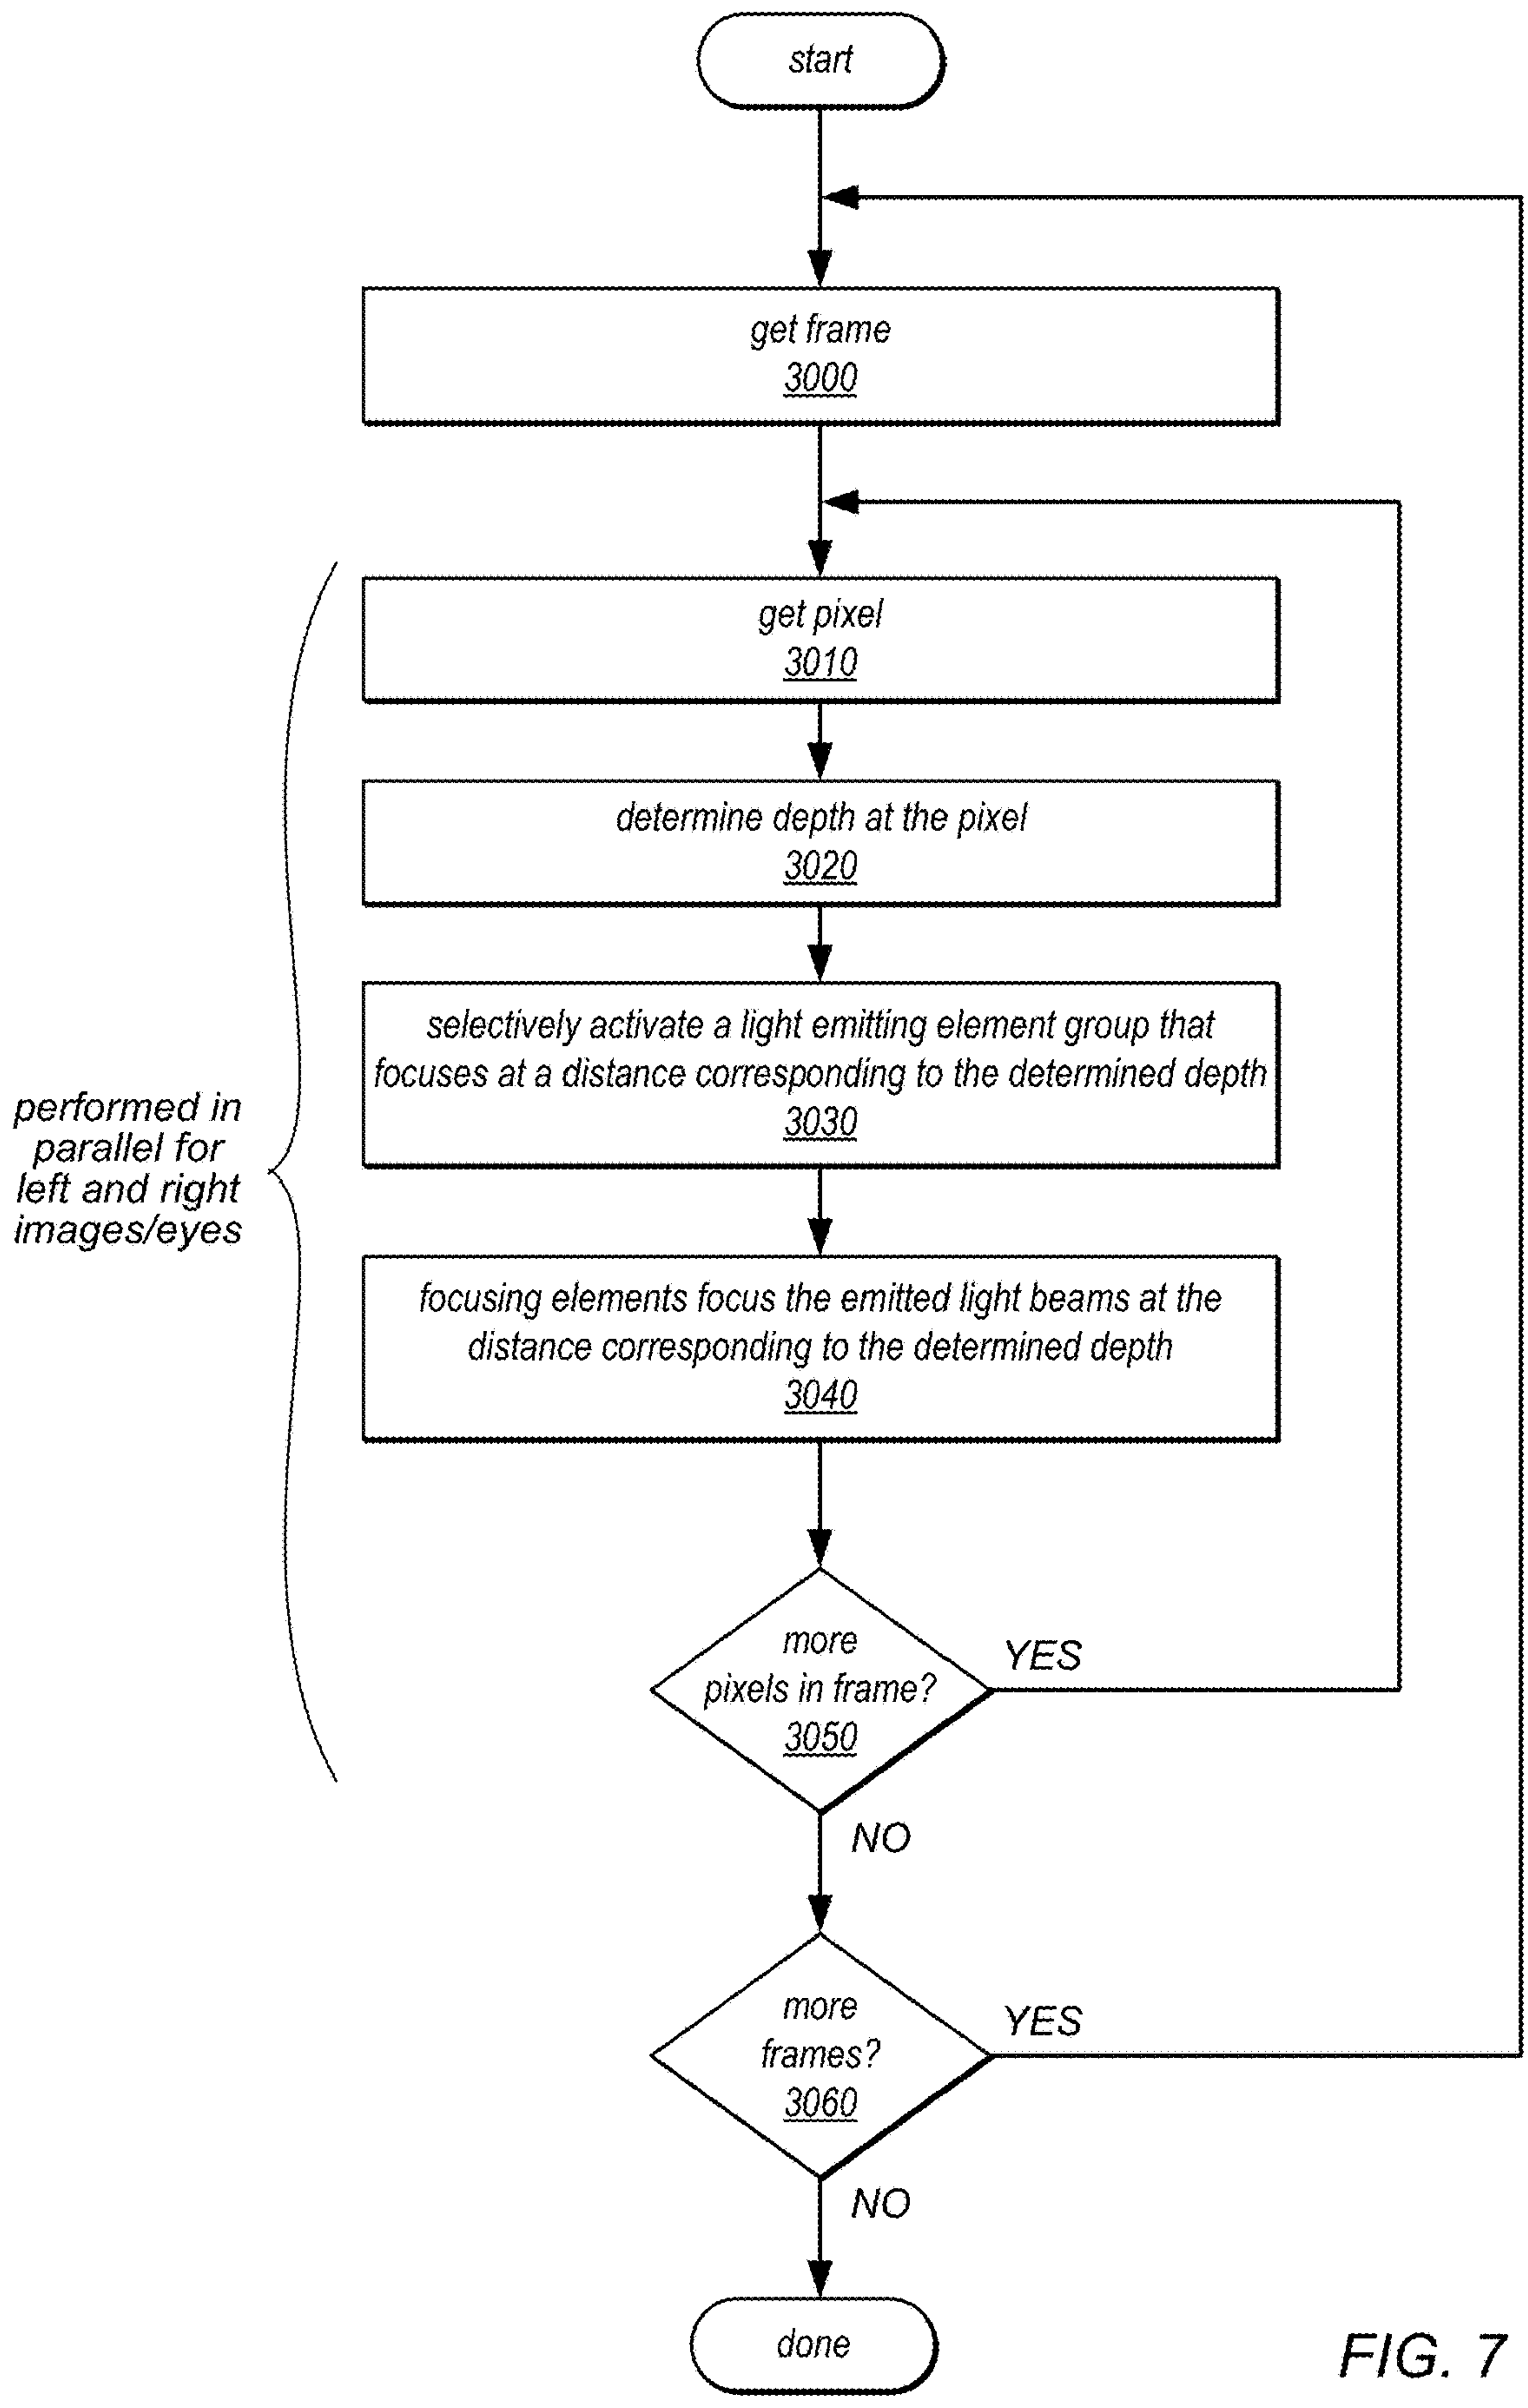 start
get frame
3000
get pixel
3010
determine depth at the pixel
3020
selectively activate a light emitting element group that
focuses at a distance corresponding to the determined depth
3030
performed in
parallel for
left and right
images/eyes
focusing elements focus the emitted light beams at the
distance corresponding to the determined depth
3040
more
pixels in frame?
3050
YES
NO
more
frames?
3060
YES
NO
done
FIG. 7